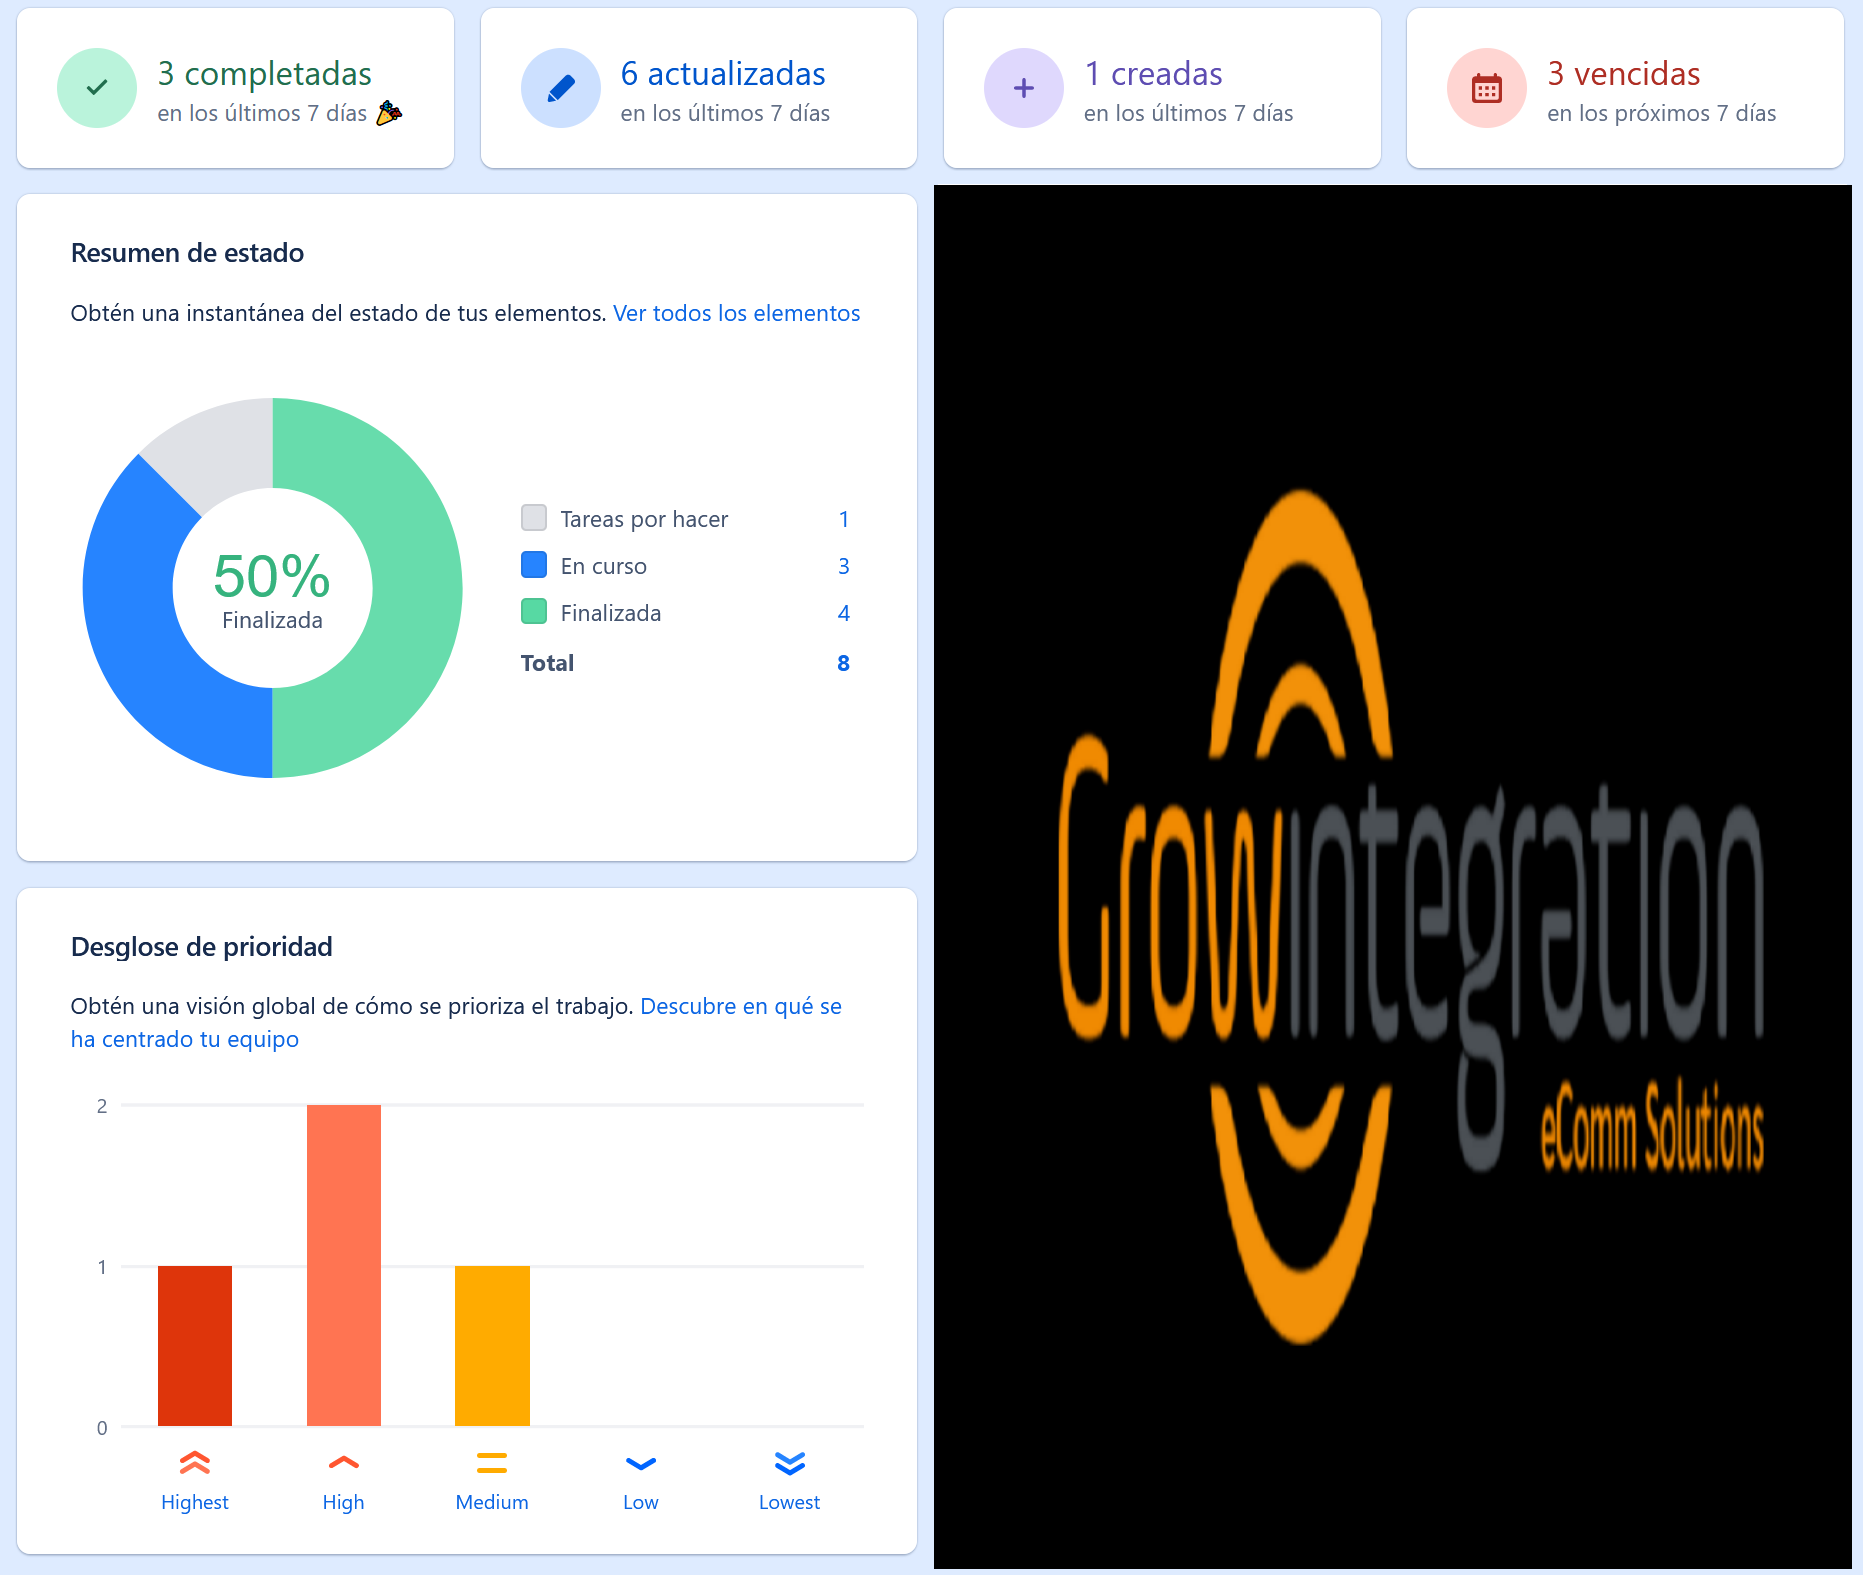 3 completadas
en los últimos 7 días
6 actualizadas
en los últimos 7 días
1 creadas
en los últimos 7 días
3 vencidas
en los próximos 7 días
Resumen de estado
Obtén una instantánea del estado de tus elementos. Ver todos los elementos
50%
Finalizada
Tareas por hacer 1
En curso 3
Finalizada 4
Total 8
Desglose de prioridad
Obtén una visión global de cómo se prioriza el trabajo. Descubre en qué se
ha centrado tu equipo
2
1
0
Highest High Medium Low Lowest
Growintegration
eComm Solutions